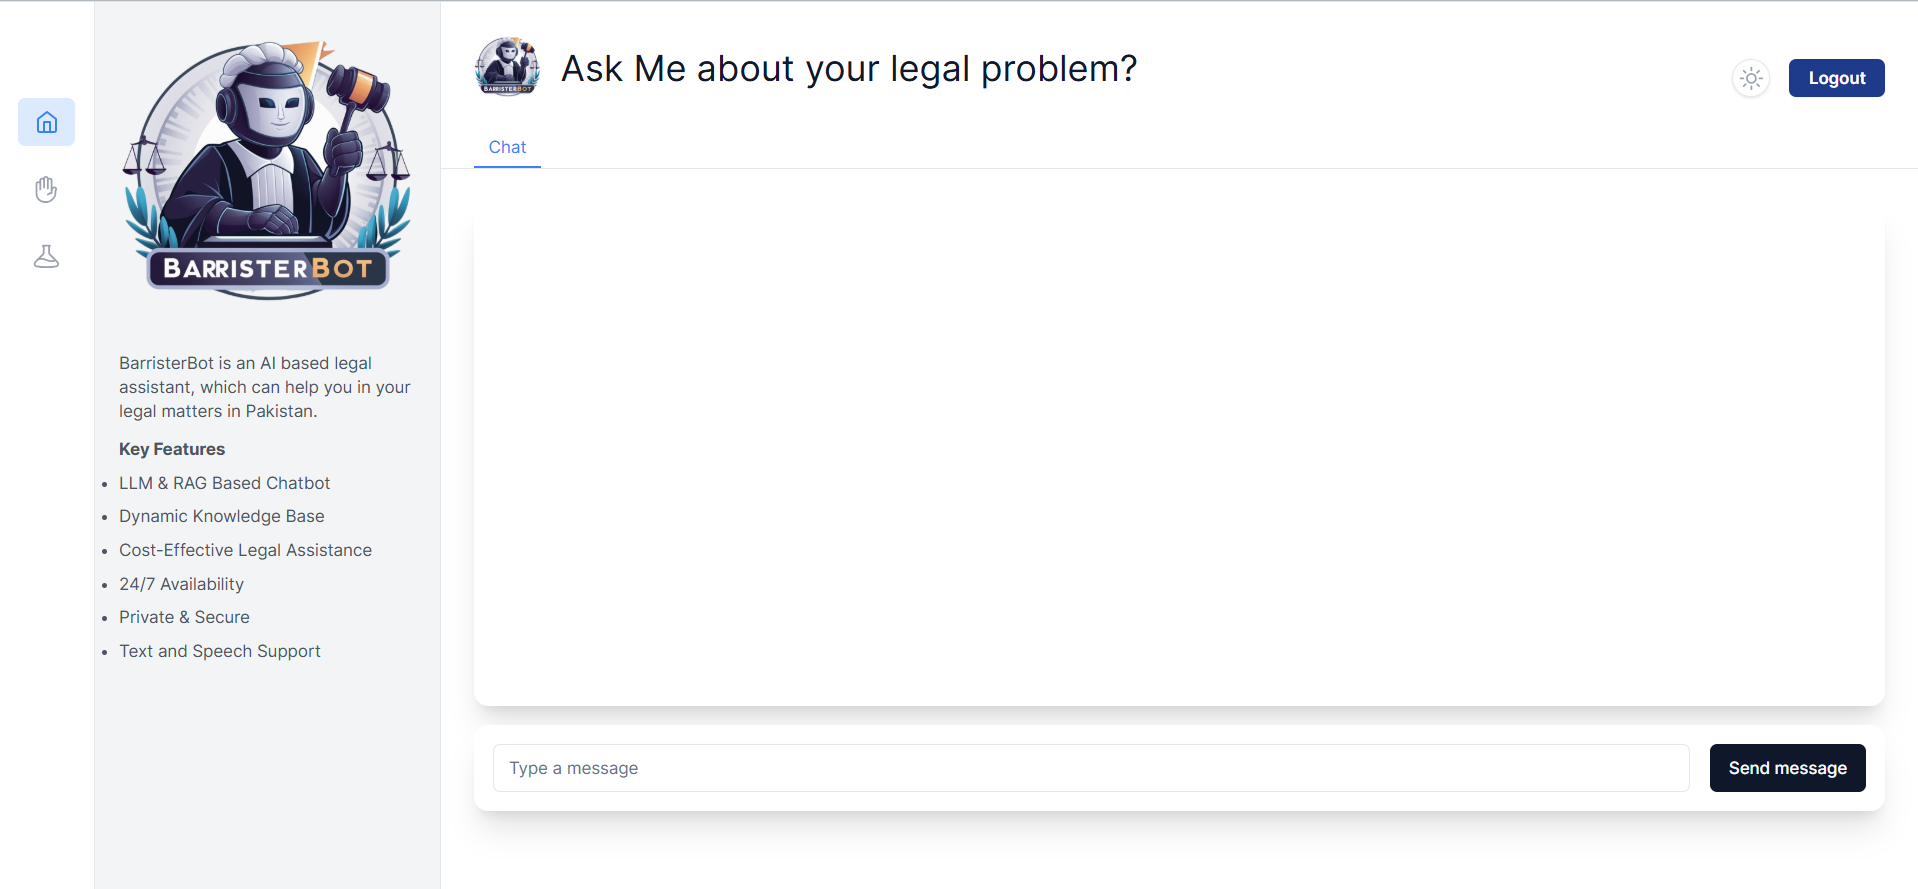 BARRISTERBOT
BarristerBot is an AI based legal
assistant, which can help you in your
legal matters in Pakistan.
Key Features
• LLM & RAG Based Chatbot
• Dynamic Knowledge Base
• Cost-Effective Legal Assistance
• 24/7 Availability
• Private & Secure
• Text and Speech Support
BARRISTERBOT
Ask Me about your legal problem?
Logout
Chat
Type a message
Send message